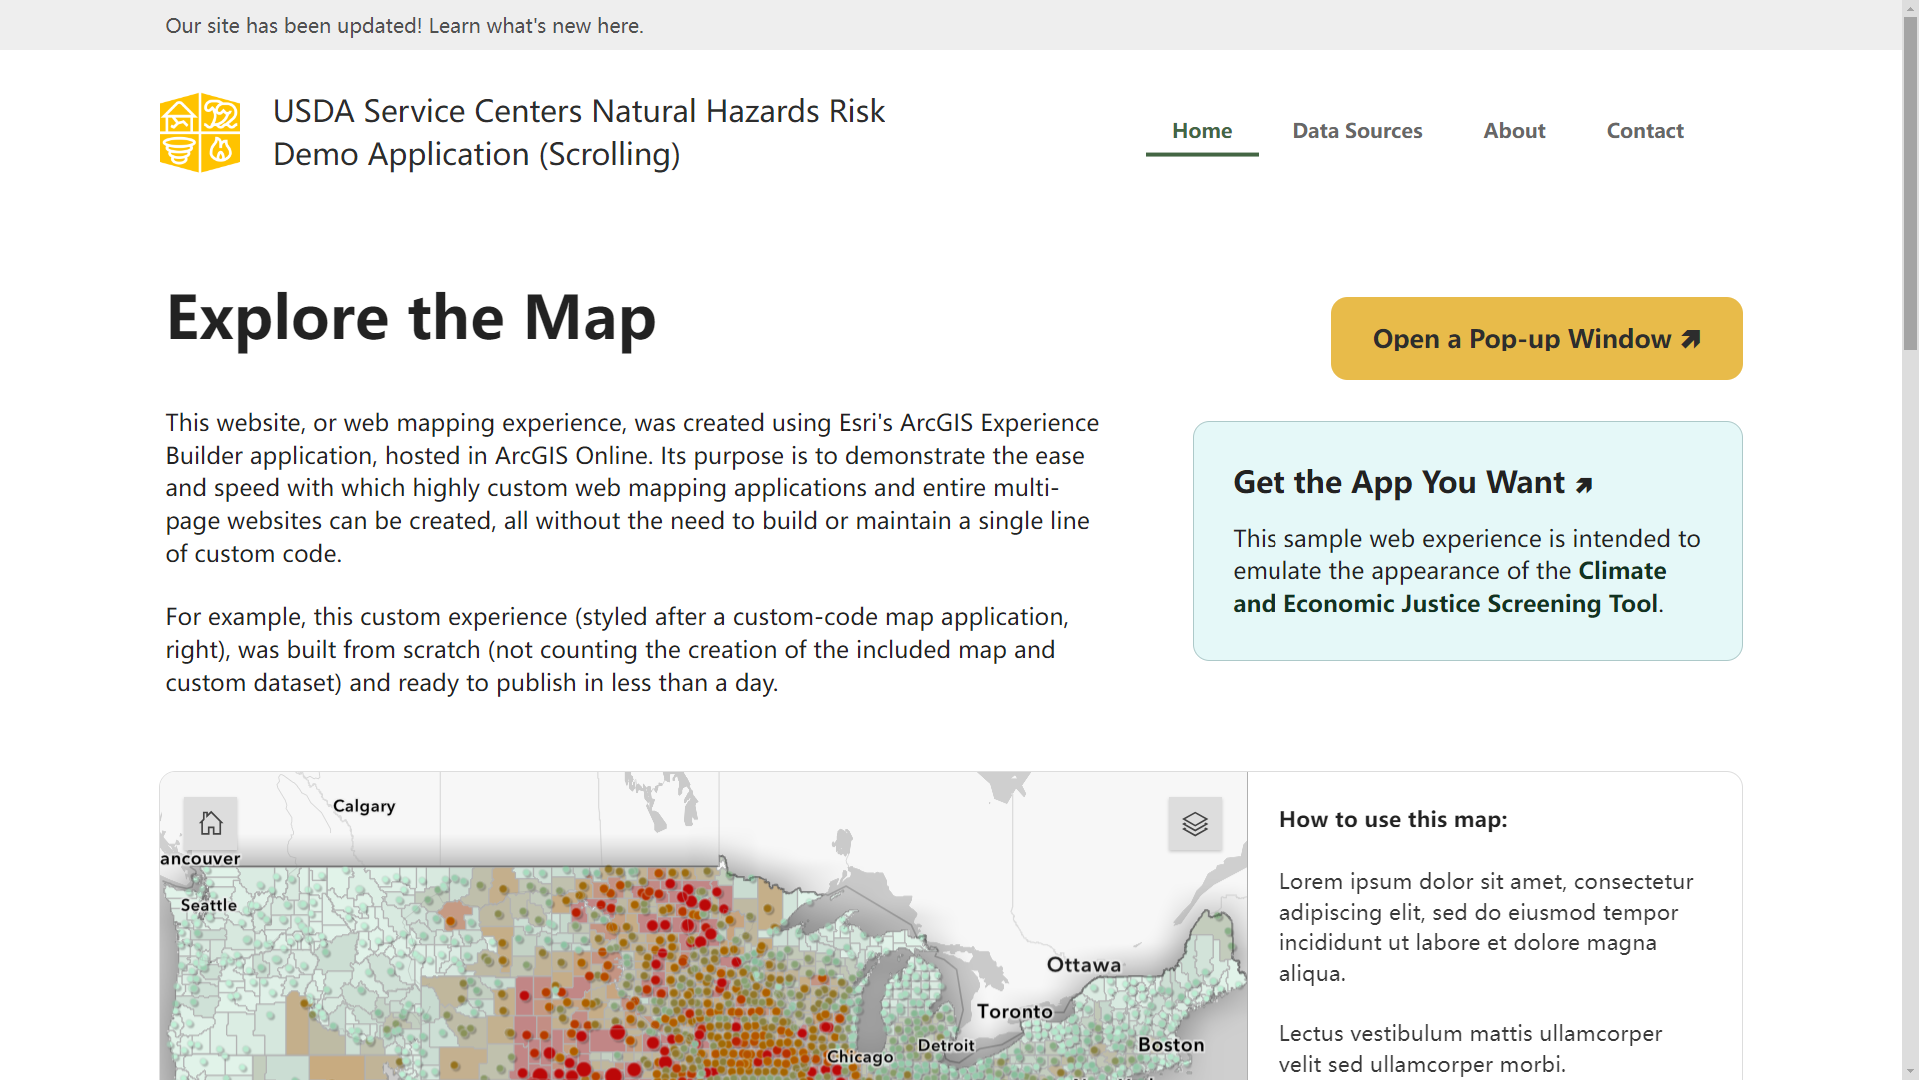 Our site has been updated! Learn what's new here.
USDA Service Centers Natural Hazards Risk
Demo Application (Scrolling)
Home
Data Sources
About
Contact
Explore the Map
Open a Pop-up Window
This website, or web mapping experience, was created using Esri's ArcGIS Experience
Builder application, hosted in ArcGIS Online. Its purpose is to demonstrate the ease
and speed with which highly custom web mapping applications and entire multi-
page websites can be created, all without the need to build or maintain a single line
of custom code.
For example, this custom experience (styled after a custom-code map application,
right), was built from scratch (not counting the creation of the included map and
custom dataset) and ready to publish in less than a day.
Get the App You Want
This sample web experience is intended to
emulate the appearance of the Climate
and Economic Justice Screening Tool.
Calgary
ancouver
Seattle
Ottawa
Toronto
Detroit
Chicago
Boston
How to use this map:
Lorem ipsum dolor sit amet, consectetur
adipiscing elit, sed do eiusmod tempor
incididunt ut labore et dolore magna
aliqua.
Lectus vestibulum mattis ullamcorper
velit sed ullamcorper morbi.